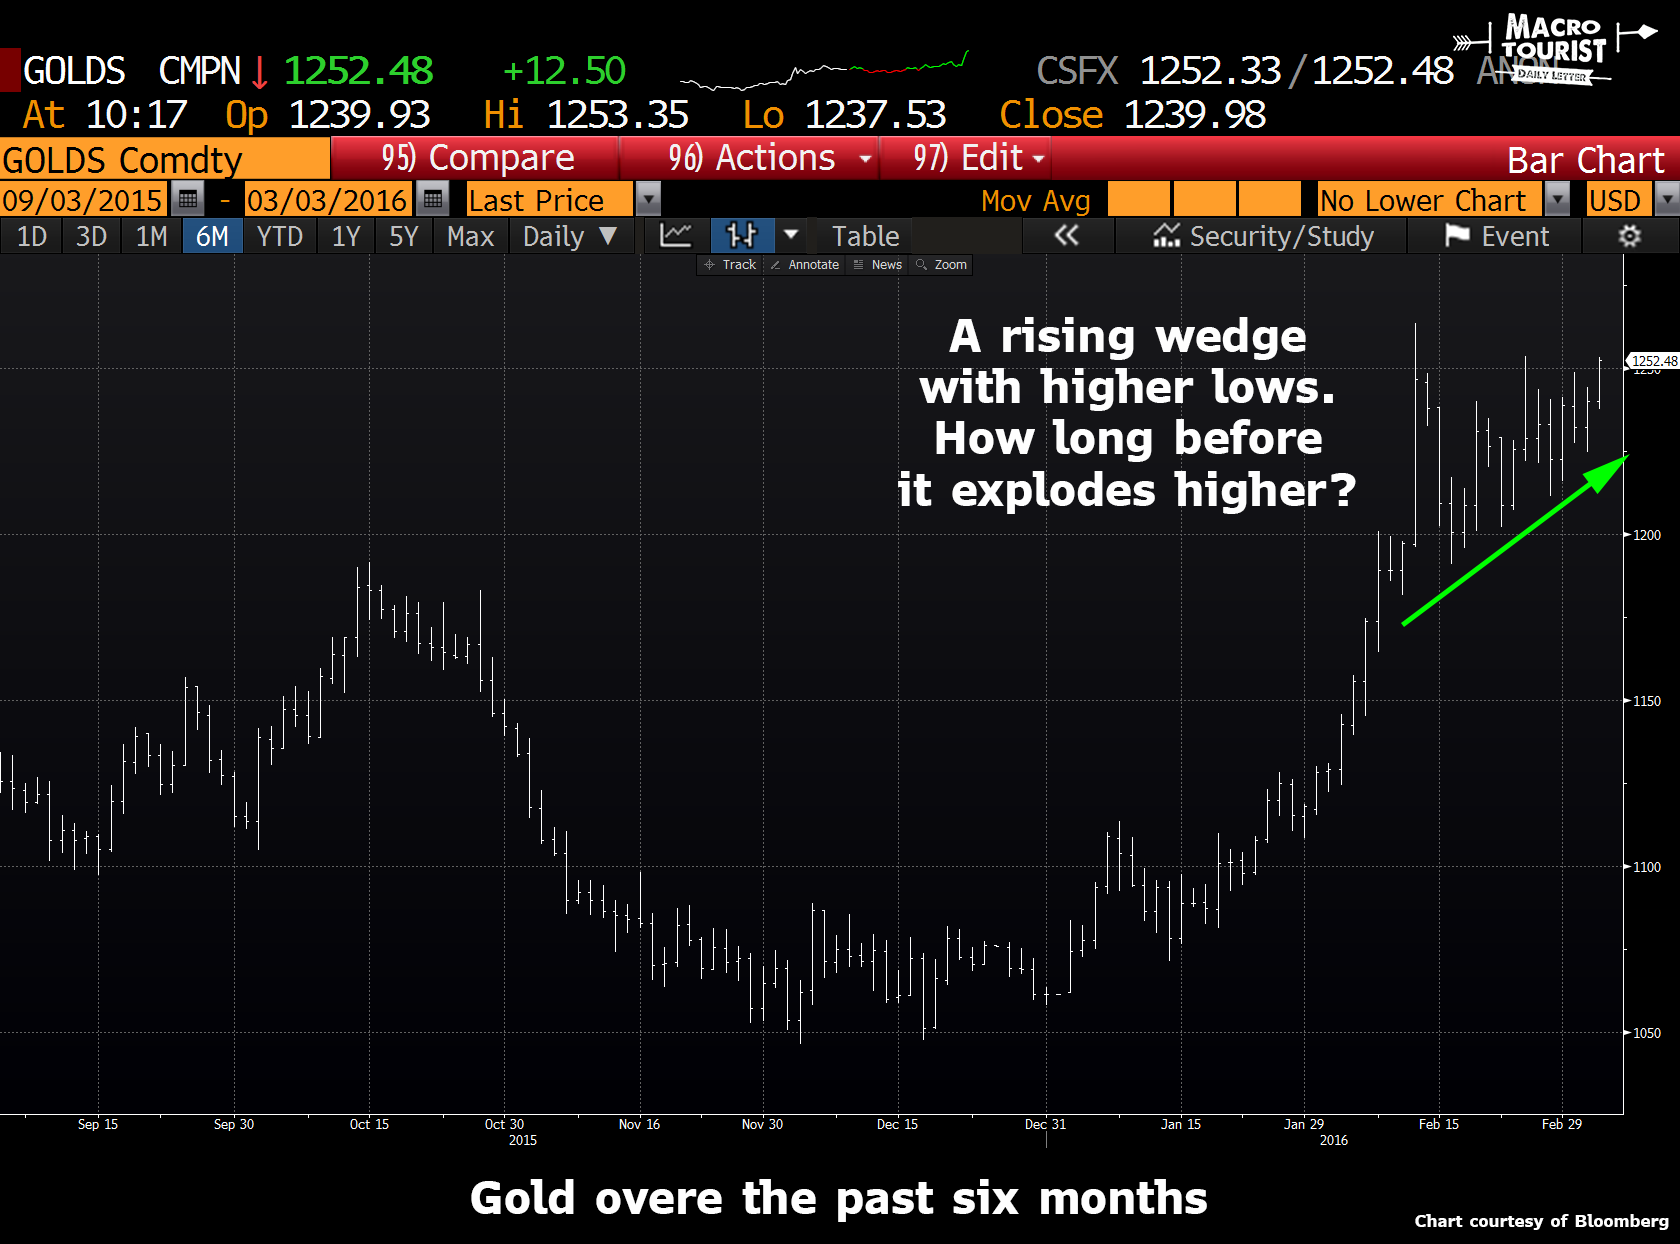 MACRO
TOURIST
DAILY LETTER
GOLDS CMPN ↓ 1252.48 +12.50 CSFX 1252.33/1252.48
At 10:17 Op 1239.93 Hi 1253.35 Lo 1237.53 Close 1239.98
GOLDS Comdty 95) Compare 96) Actions 97) Edit Bar Chart
09/03/2015 - 03/03/2016 Last Price Mov Avg No Lower Chart USD
1D 3D 1M 6M YTD 1Y 5Y Max Daily ▼ Table « Security/Study Event
Track Annotate News Zoom
A rising wedge
with higher lows.
How long before
it explodes higher?
1252.48
1250
1200
1150
1100
1050
Sep 15 Sep 30 Oct 15 Oct 30 Nov 16 Nov 30 Dec 15 Dec 31 Jan 15 Jan 29 Feb 15 Feb 29
2015 2016
Gold overe the past six months
Chart courtesy of Bloomberg